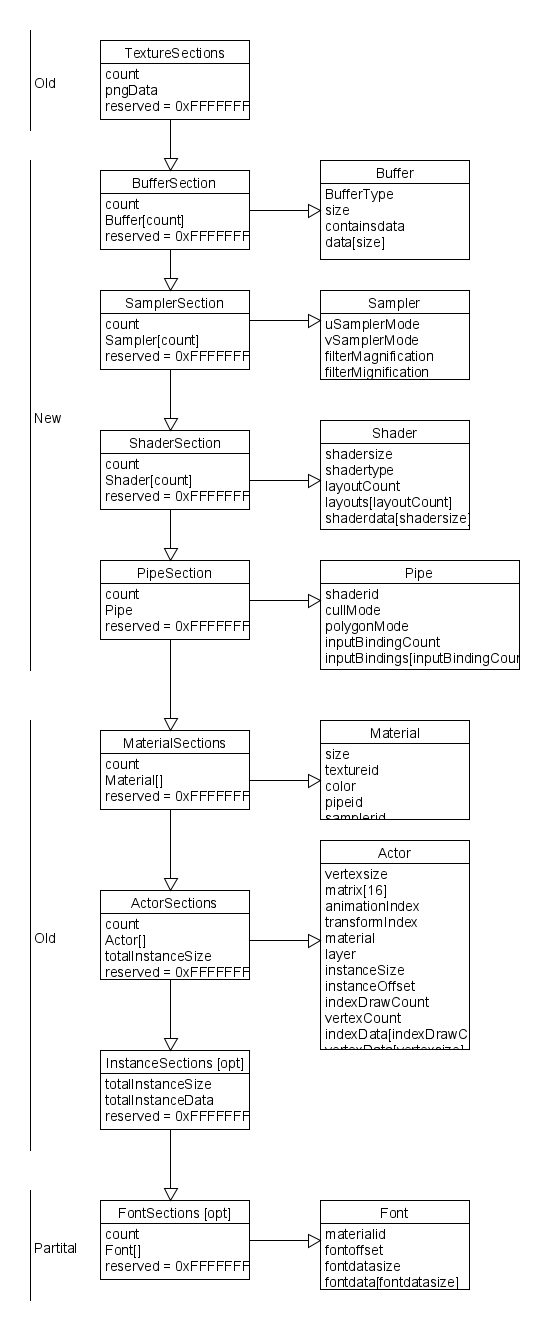 TextureSections
Old
count
pngData
reserved = 0xFFFFFFF
BufferSection
count
Buffer[count]
reserved = 0xFFFFFFF
Buffer
BufferType
size
containsdata
data[size]
SamplerSection
count
Sampler[count]
reserved = 0xFFFFFFF
Sampler
uSamplerMode
vSamplerMode
filterMagnification
filterMignification
New
ShaderSection
count
Shader[count]
reserved = 0xFFFFFFF
Shader
shadersize
shadertype
layoutCount
layouts[layoutCount]
shaderdata[shadersize]
PipeSection
count
Pipe
reserved = 0xFFFFFFF
Pipe
shaderid
cullMode
polygonMode
inputBindingCount
inputBindings[inputBindingCour
MaterialSections
count
Material[]
reserved = 0xFFFFFFF
Material
size
textureid
color
pipeid
samplerid
Old
ActorSections
count
Actor[]
totalInstanceSize
reserved = 0xFFFFFFF
Actor
vertexsize
matrix[16]
animationIndex
transformIndex
material
layer
instanceSize
instanceOffset
indexDrawCount
vertexCount
indexData[indexDrawC
vertexData[vertexsize]
InstanceSections [opt]
totalInstanceSize
totalInstanceData
reserved = 0xFFFFFFF
Partital
FontSections [opt]
count
Font[]
reserved = 0xFFFFFFF
Font
materialid
fontoffset
fontdatasize
fontdata[fontdatasize]